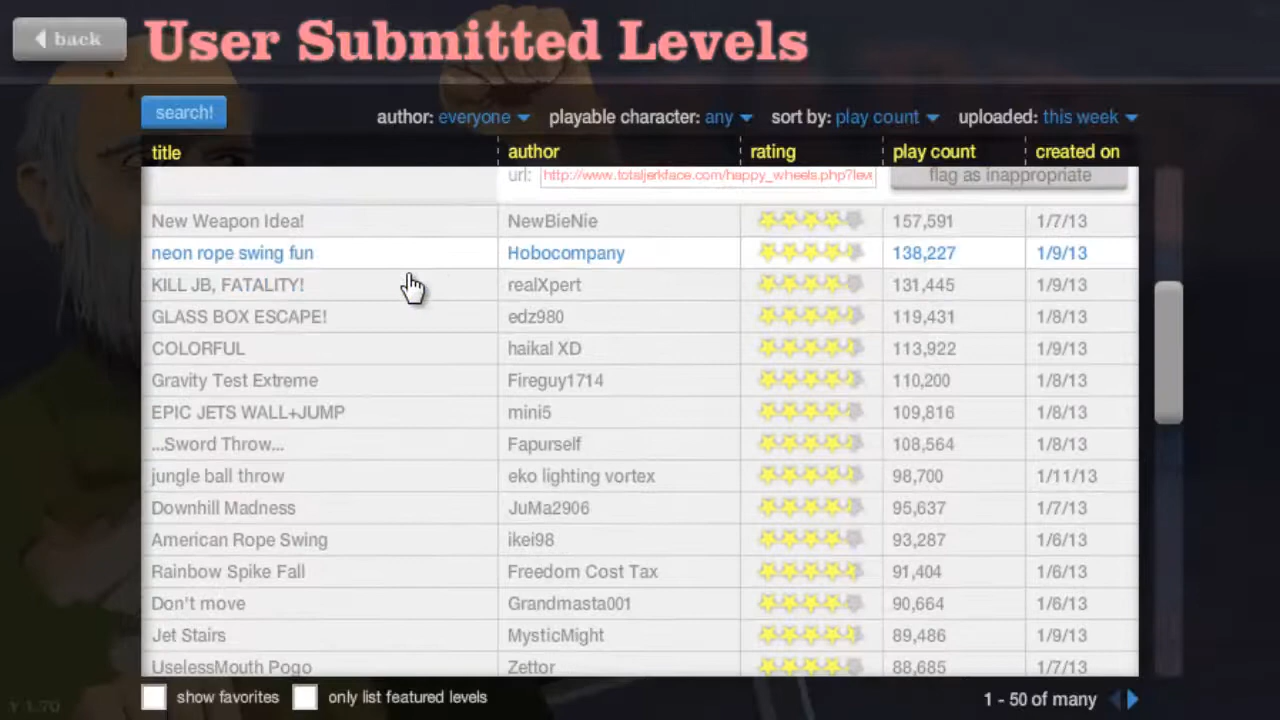 back
User Submitted Levels
search!
author: everyone playable character: any sort by: play count uploaded: this week
title author rating play count created on
url: http://www.totaljerkface.com/happy_wheels.php?leve flag as inappropriate
New Weapon Idea! NewBieNie 157,591 1/7/13
neon rope swing fun Hobocompany 138,227 1/9/13
KILL JB, FATALITY! realXpert 131,445 1/9/13
GLASS BOX ESCAPE! edz980 119,431 1/8/13
COLORFUL haikal XD 113,922 1/9/13
Gravity Test Extreme Fireguy1714 110,200 1/8/13
EPIC JETS WALL+JUMP mini5 109,816 1/8/13
...Sword Throw... Fapurself 108,564 1/8/13
jungle ball throw eko lighting vortex 98,700 1/11/13
Downhill Madness JuMa2906 95,637 1/7/13
American Rope Swing ikei98 93,287 1/6/13
Rainbow Spike Fall Freedom Cost Tax 91,404 1/6/13
Don't move Grandmasta001 90,664 1/6/13
Jet Stairs MysticMight 89,486 1/9/13
UselessMouth Pogo Zettor 88,685 1/7/13
show favorites only list featured levels 1 - 50 of many
v 1.70